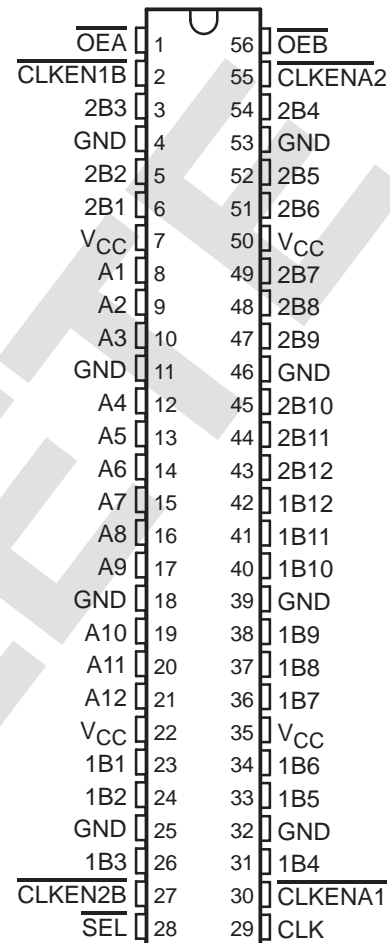 OEA 1 56 OEB
CLKEN1B 2 55 CLKENA2
2B3 3 54 2B4
GND 4 53 GND
2B2 5 52 2B5
2B1 6 51 2B6
VCC 7 50 VCC
A1 8 49 2B7
A2 9 48 2B8
A3 10 47 2B9
GND 11 46 GND
A4 12 45 2B10
A5 13 44 2B11
A6 14 43 2B12
A7 15 42 1B12
A8 16 41 1B11
A9 17 40 1B10
GND 18 39 GND
A10 19 38 1B9
A11 20 37 1B8
A12 21 36 1B7
VCC 22 35 VCC
1B1 23 34 1B6
1B2 24 33 1B5
GND 25 32 GND
1B3 26 31 1B4
CLKEN2B 27 30 CLKENA1
SEL 28 29 CLK